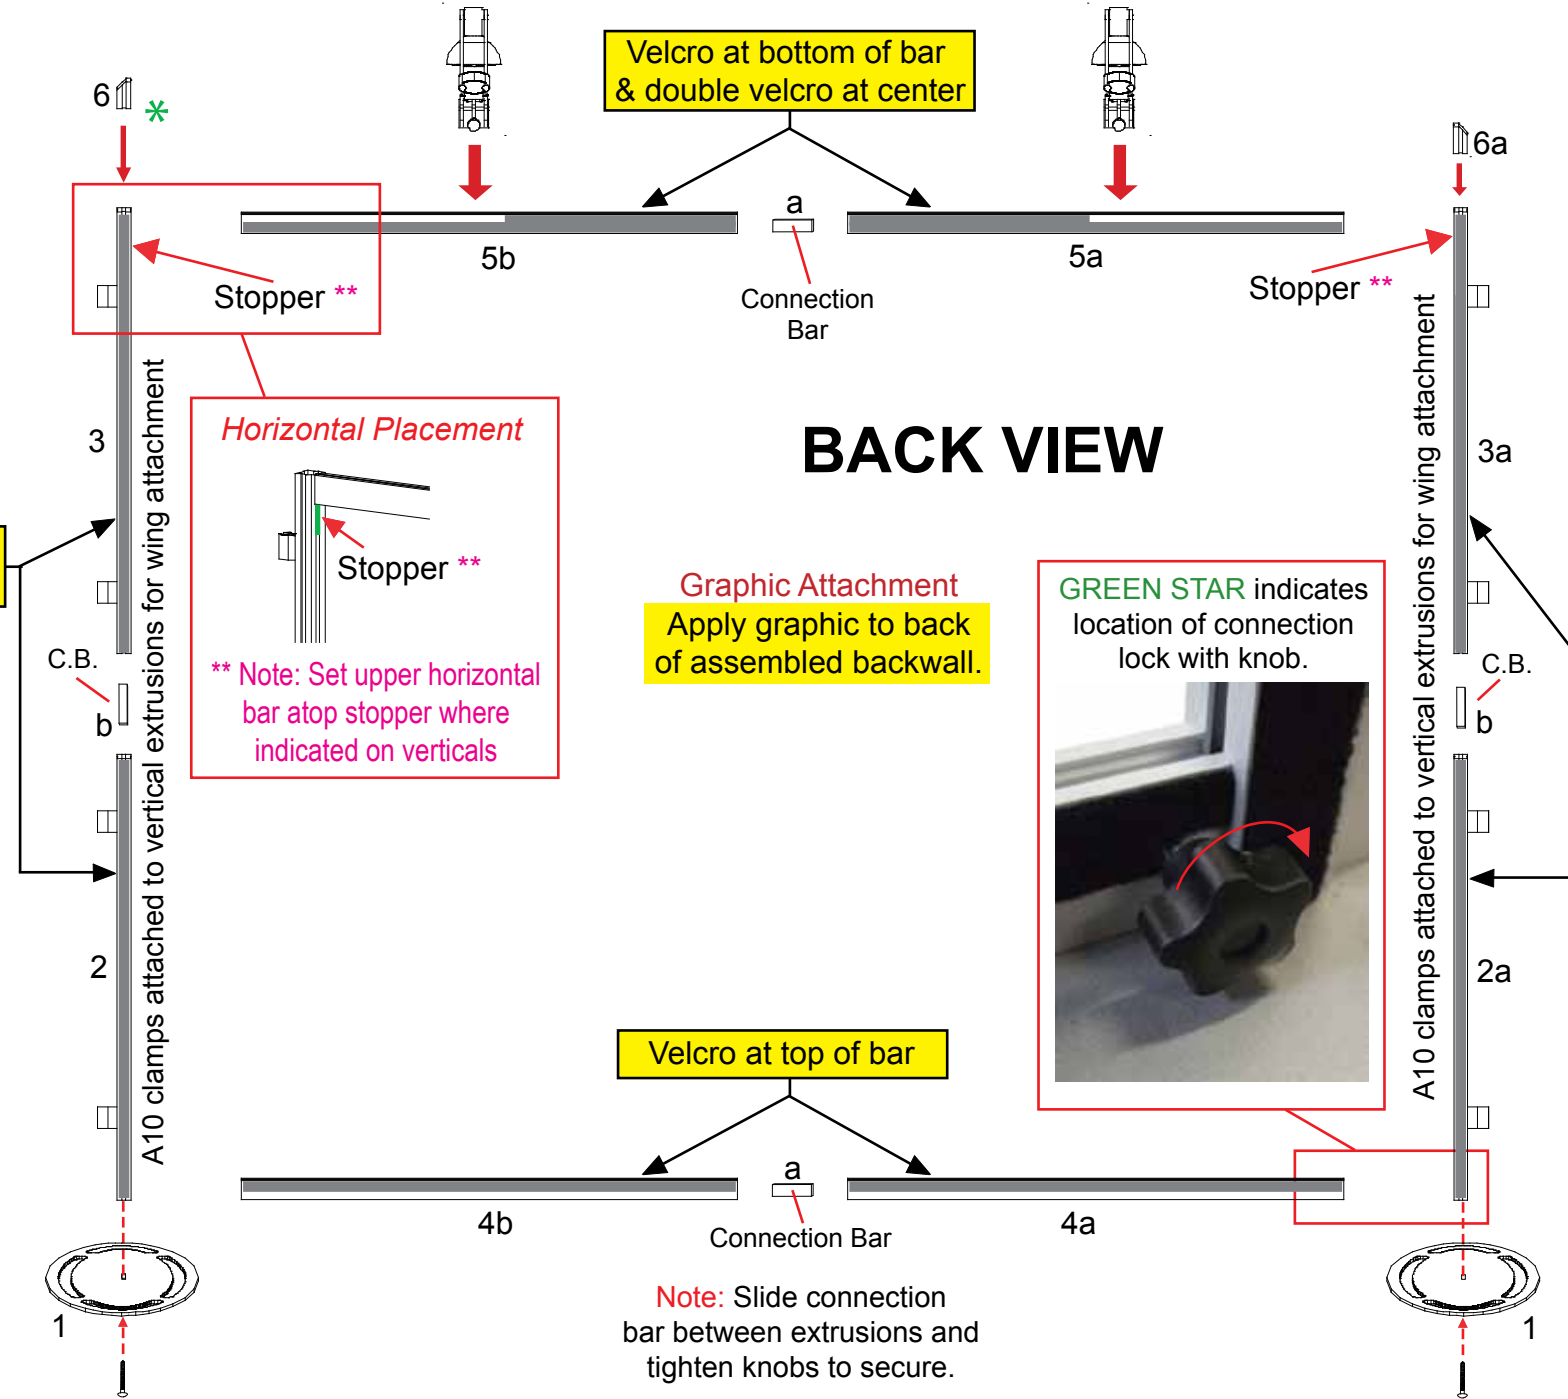 Velcro at bottom of bar
& double velcro at center
6
*
6a
a
5b
5a
Connection
Bar
Stopper **
Stopper **
A10 clamps attached to vertical extrusions for wing attachment
A10 clamps attached to vertical extrusions for wing attachment
3
3a
Horizontal Placement
Stopper **
** Note: Set upper horizontal
bar atop stopper where
indicated on verticals
BACK VIEW
Graphic Attachment
Apply graphic to back
of assembled backwall.
GREEN STAR indicates
location of connection
lock with knob.
C.B.
b
C.B.
b
2
2a
Velcro at top of bar
a
4b
4a
Connection Bar
1
1
Note: Slide connection
bar between extrusions and
tighten knobs to secure.